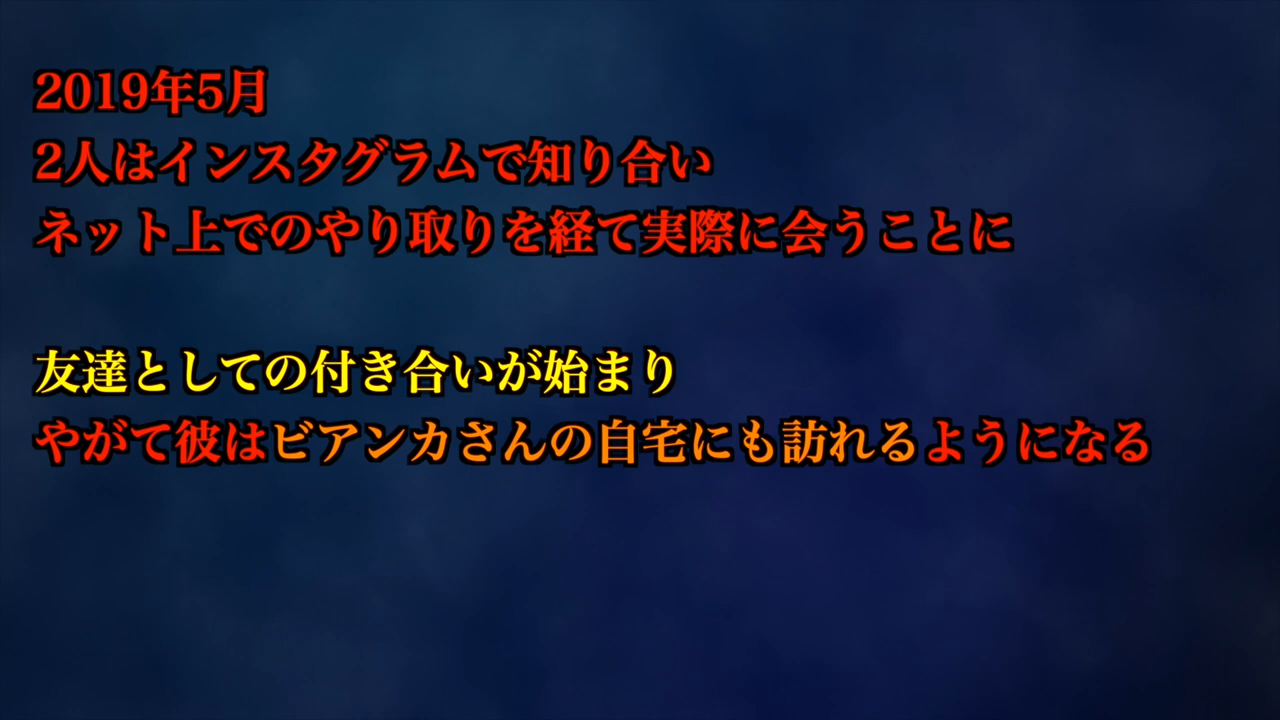 2019年5月
2人はインスタグラムで知り合い
ネット上でのやり取りを経て実際に会うことに
友達としての付き合いが始まり
やがて彼はビアンカさんの自宅にも訪れるようになる